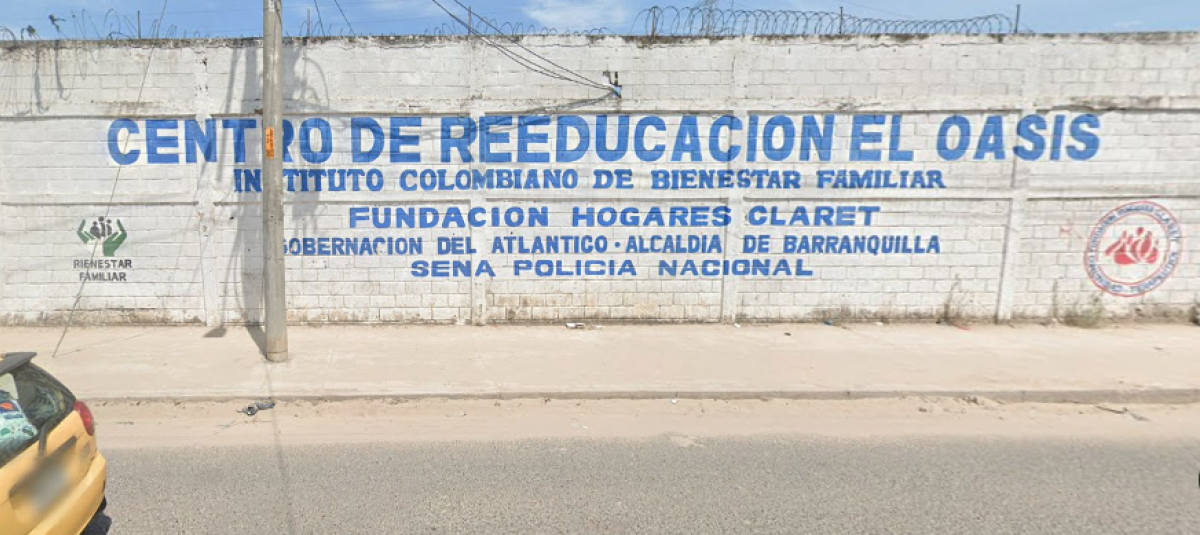 CENTRO DE REEDUCACION EL OASIS
INSTITUTO COLOMBIANO DE BIENESTAR FAMILIAR
FUNDACION HOGARES CLARET
GOBERNACION DEL ATLANTICO · ALCALDIA DE BARRANQUILLA
SENA POLICIA NACIONAL
BIENESTAR
FAMILIAR